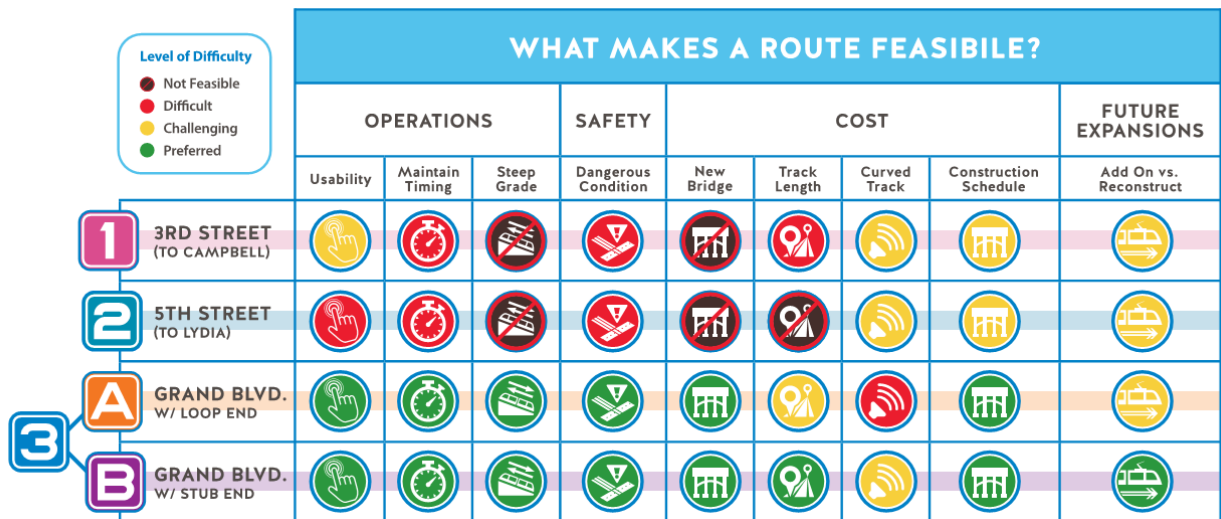 WHAT MAKES A ROUTE FEASIBILE?
Level of Difficulty
Not Feasible
Difficult
Challenging
Preferred
OPERATIONS
SAFETY
COST
FUTURE
EXPANSIONS
Usability
Maintain
Timing
Steep
Grade
Dangerous
Condition
New
Bridge
Track
Length
Curved
Track
Construction
Schedule
Add On vs.
Reconstruct
1
3RD STREET
(TO CAMPBELL)
2
5TH STREET
(TO LYDIA)
3
A
GRAND BLVD.
W/ LOOP END
B
GRAND BLVD.
W/ STUB END